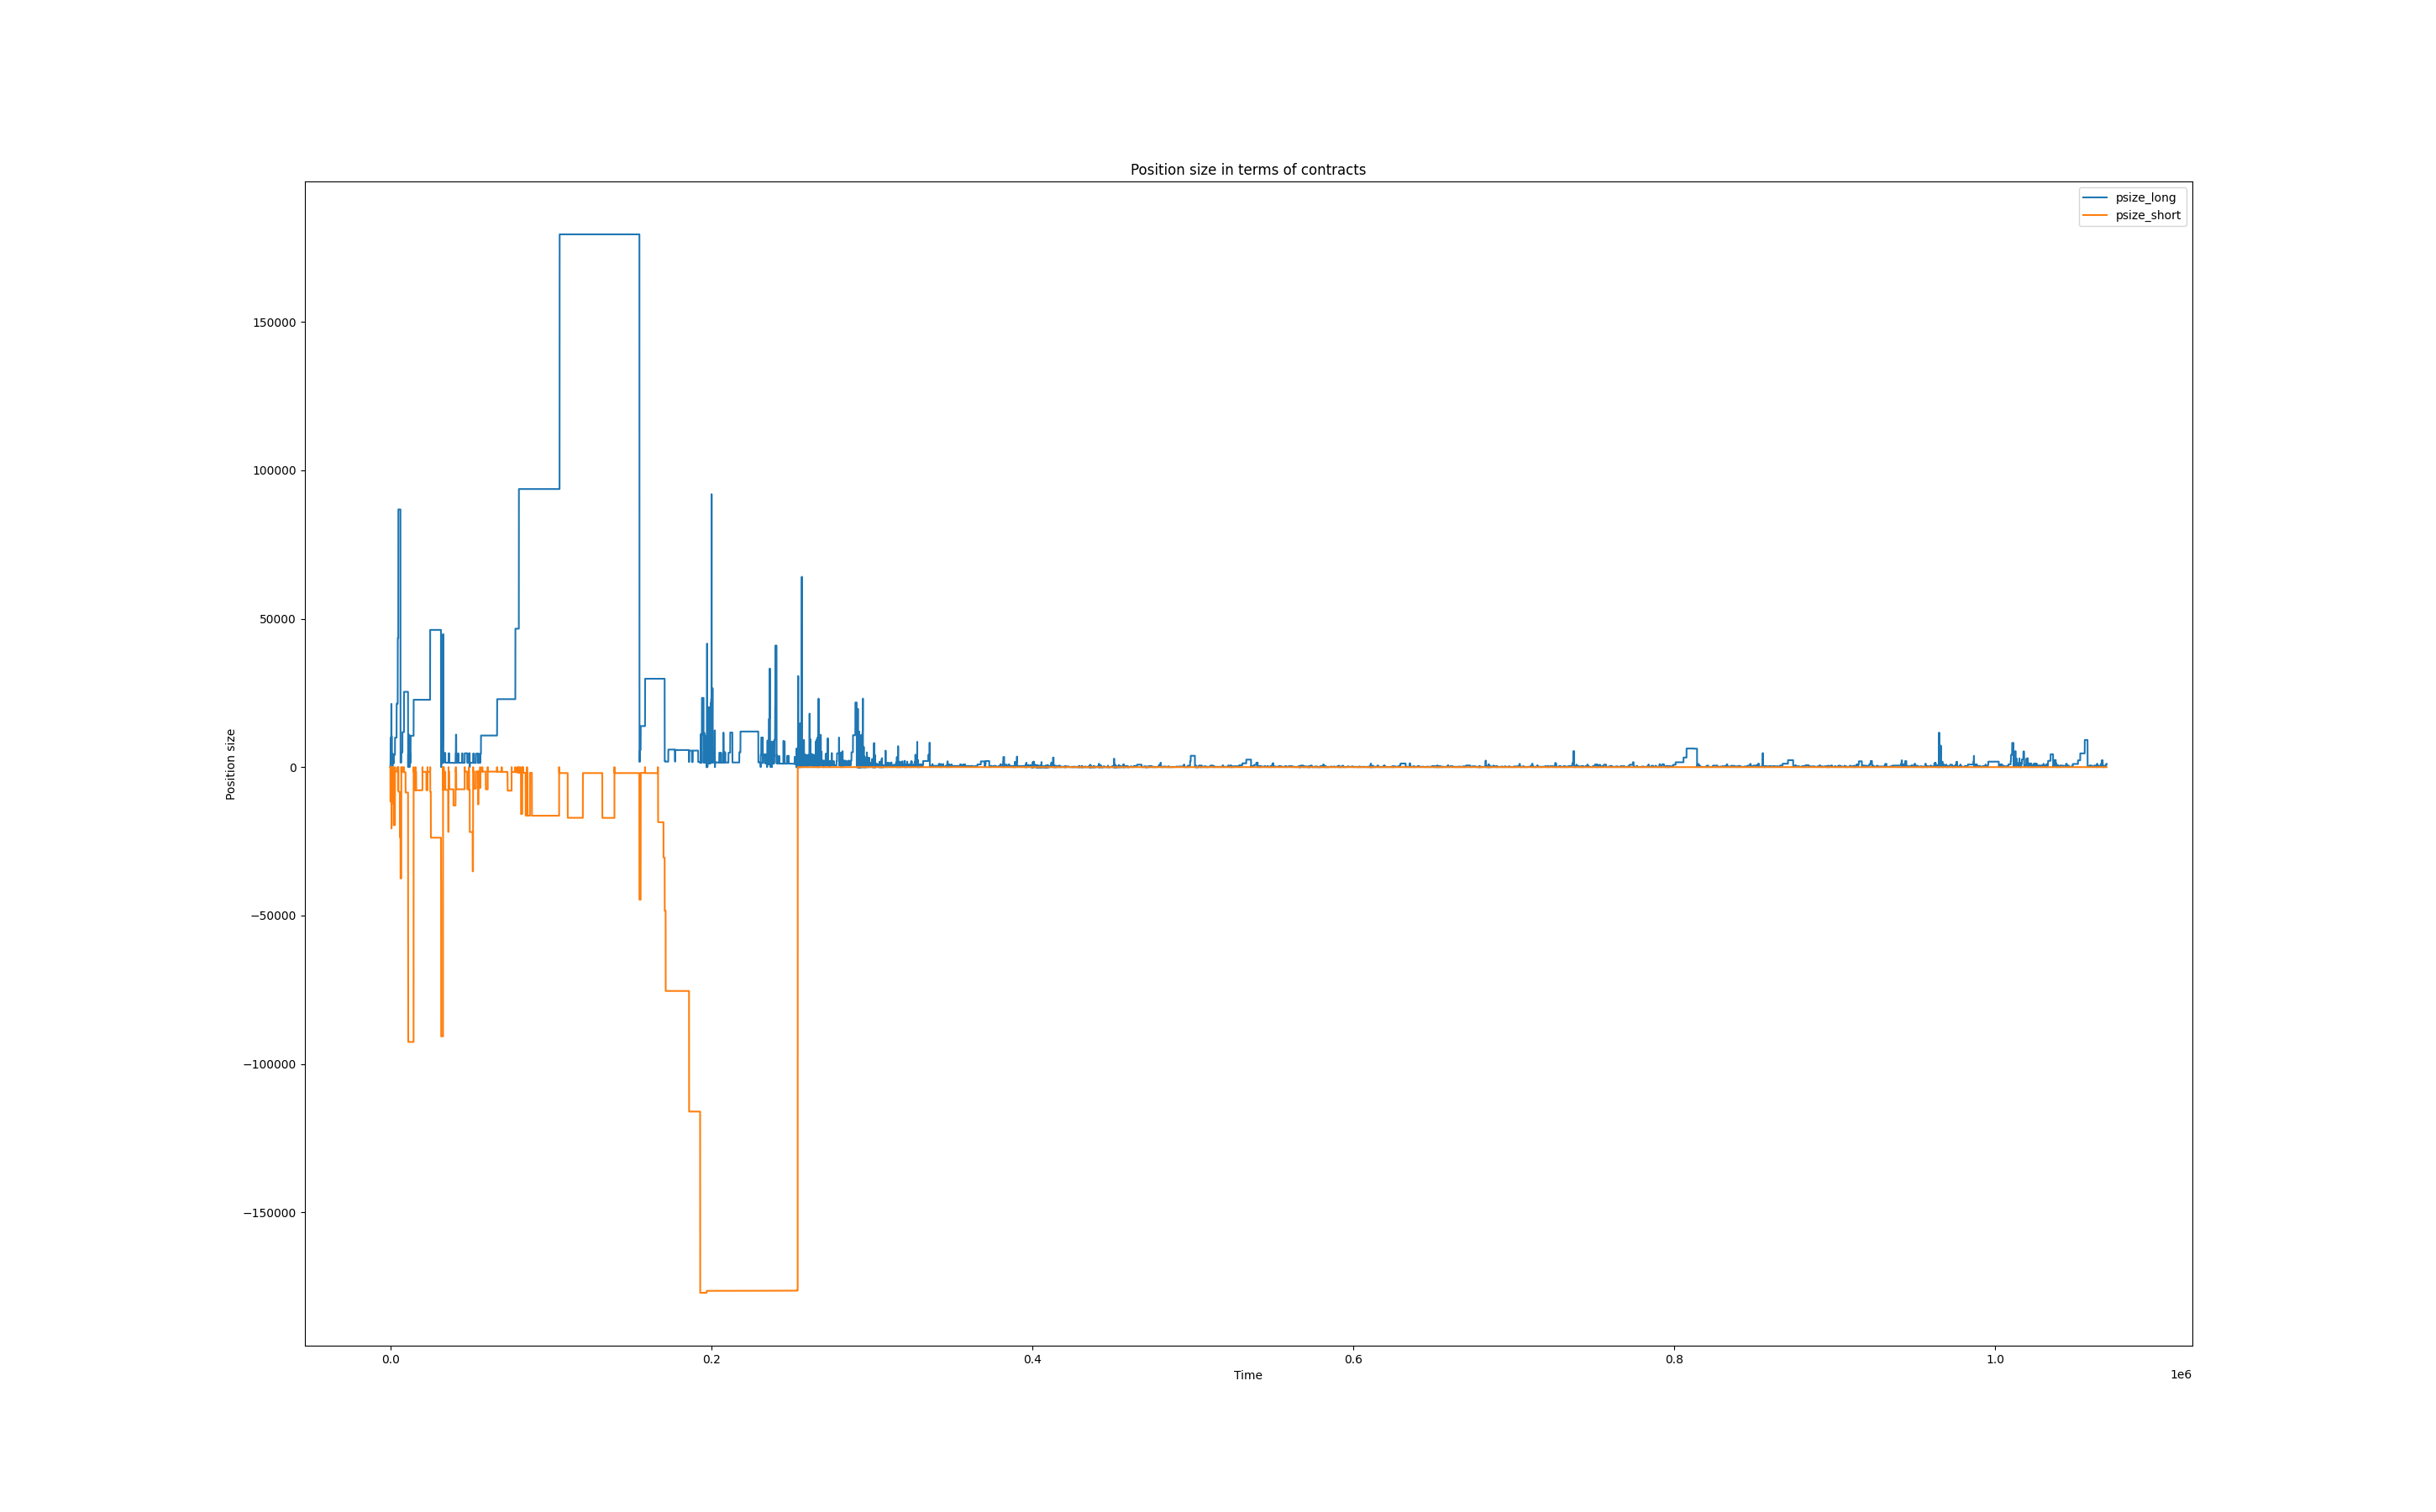 Position size in terms of contracts
psize_long
psize_short
Position size
150000
100000
50000
0
−50000
−100000
−150000
0.0
0.2
0.4
0.6
0.8
1.0
1e6
Time